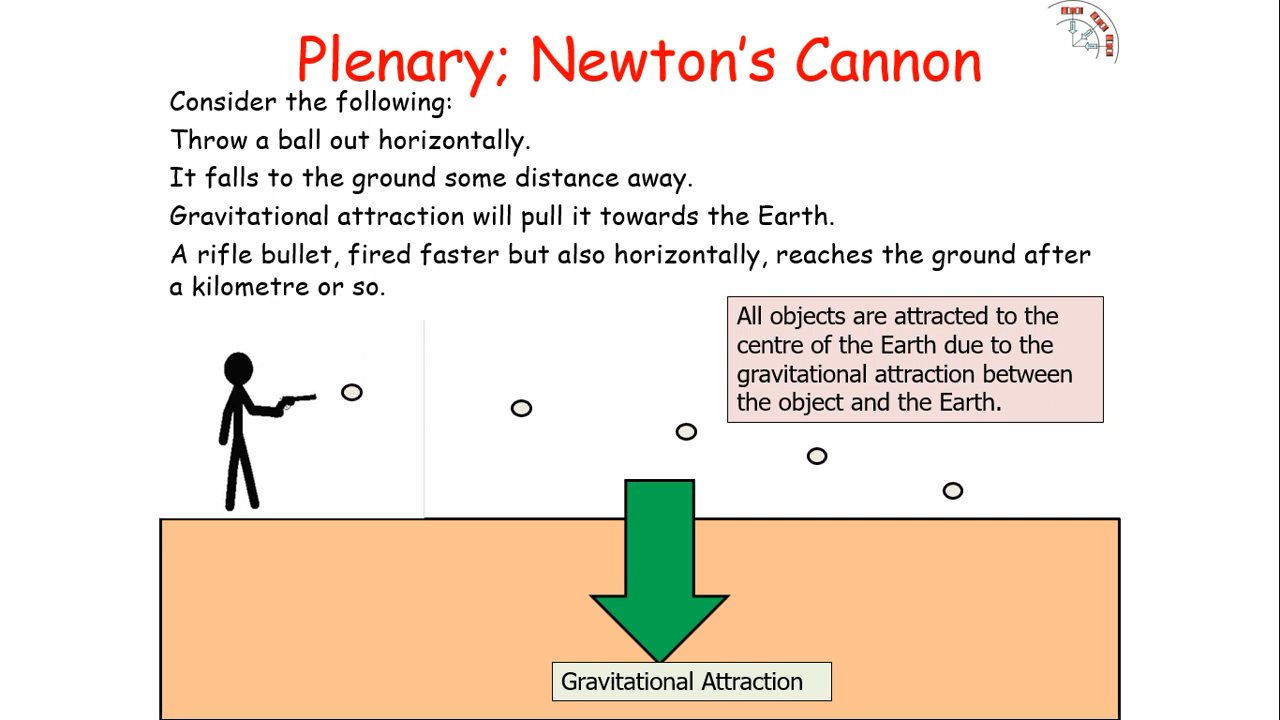 Plenary; Newton's Cannon
Consider the following:
Throw a ball out horizontally.
It falls to the ground some distance away.
Gravitational attraction will pull it towards the Earth.
A rifle bullet, fired faster but also horizontally, reaches the ground after
a kilometre or so.
All objects are attracted to the
centre of the Earth due to the
gravitational attraction between
the object and the Earth.
Gravitational Attraction